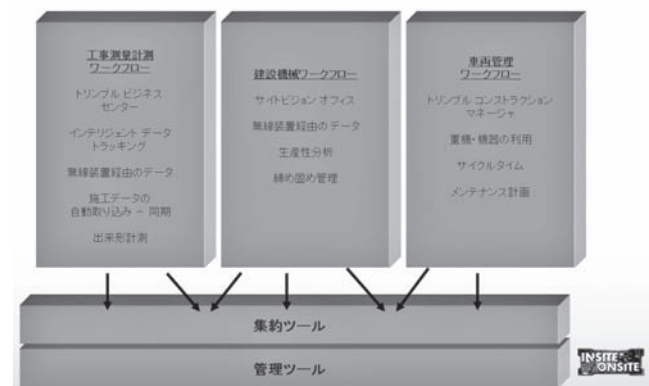 工事測量計測
ワークフロー
トリンブル ビジネス
センター
インテリジェント データ
トラッキング
無線装置経由のデータ
施工データの
自動取り込み － 同期
出来形計測
建設機械ワークフロー
サイトビジョン オフィス
無線装置経由の データ
生産性分析
締め固め管理
車両管理
ワークフロー
トリンブル コンストラクション
マネージャ
重機・機器の利用
サイクルタイム
メンテナンス計画
集約ツール
管理ツール
INSITE
ONSITE